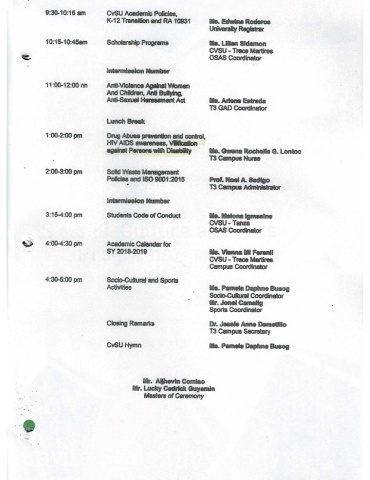 9:30-10:15 am CvSU Academic Policies,
K-12 Transition and RA 10931 Ms. Edwina Roderos
University Registrar
10:15-10:45am Scholarship Programs Ms. Lilian Sidamon
CVSU - Trece Martires
OSAS Coordinator
Intermission Number
11:00-12:00 nn Anti-Violence Against Women
And Children, Anti Bullying,
Anti-Sexual Harassment Act Ms. Arlene Estrada
T3 GAD Coordinator
Lunch Break
1:00-2:00 pm Drug Abuse prevention and control,
HIV AIDS awareness, Vilification
against Persons with Disability Ms. Gwenn Rochelle G. Lontoc
T3 Campus Nurse
2:00-3:00 pm Solid Waste Management
Policies and ISO 9001:2015 Prof. Noel A. Sedigo
T3 Campus Administrator
Intermission Number
3:15-4:00 pm Students Code of Conduct Ms. Igmasine
CVSU - Tanza
OSAS Coordinator
4:00-4:30 pm Academic Calendar for
SY 2018-2019 Ms. Vienna Mi Feranil
CVSU - Trece Martires
Campus Coordinator
4:30-5:00 pm Socio-Cultural and Sports
Activities Ms. Pamela Daphne Busog
Socio-Cultural Coordinator
Mr. Jonel Camalig
Sports Coordinator
Closing Remarks Dr. Jessie Anne
T3 Campus Secretary
CvSU Hymn Ms. Pamela Daphne Busog
Mr. Comiso
Mr. Lucky Cedrick Guyamin
Masters of Ceremony